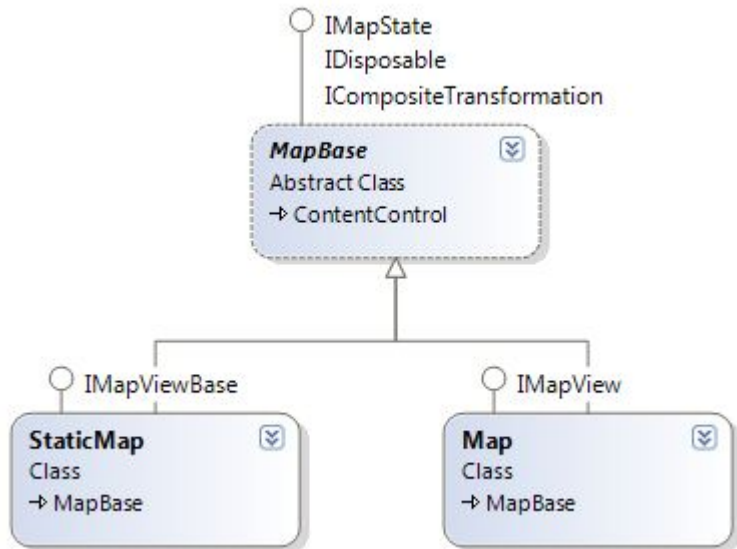 IMapState
IDisposable
ICompositeTransformation
MapBase
Abstract Class
ContentControl
IMapViewBase
IMapView
StaticMap
Class
MapBase
Map
Class
MapBase